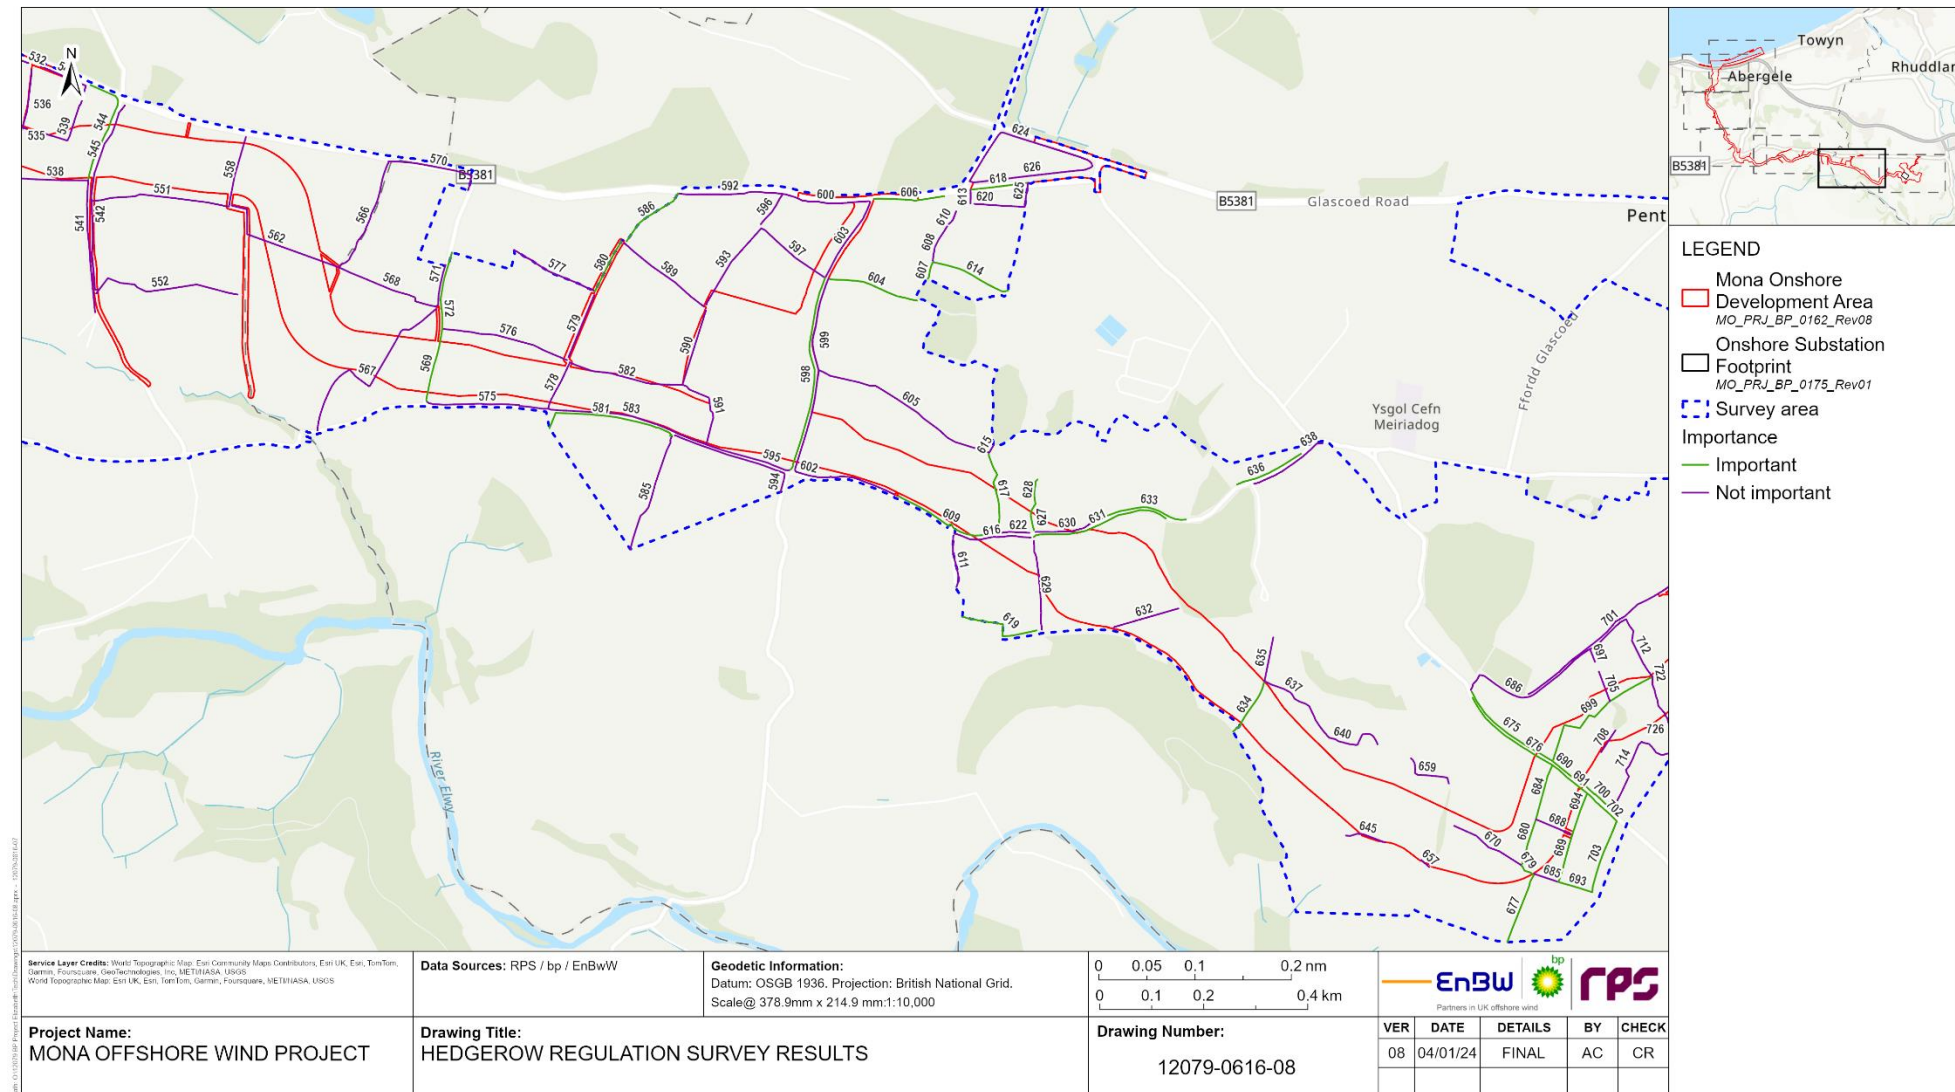 N
532
536
539
535
544
545
538
541
542
551
552
558
562
566
570
B5381
568
571
572
569
567
575
576
577
578
579
580
586
592
589
590
591
582
581
583
585
593
596
597
600
603
606
604
599
598
605
595
602
594
613
618
620
624
625
626
610
608
607
614
B5381
Glascoed Road
Pent
Ffordd Glascoed
Ysgol Cefn
Meiriadog
615
617
628
627
609
616
622
630
631
633
636
638
611
619
629
632
635
634
637
640
645
657
659
670
675
676
677
679
680
684
685
686
688
689
690
691
693
694
697
699
700
701
702
703
705
708
712
714
722
726
River Elwy
Towyn
Abergele
Rhuddlan
B5381
LEGEND
Mona Onshore
Development Area
MO_PRJ_BP_0162_Rev08
Onshore Substation
Footprint
MO_PRJ_BP_0175_Rev01
Survey area
Importance
Important
Not important
Service Layer Credits: World Topographic Map: Esri Community Maps Contributors, Esri UK, Esri, TomTom,
Garmin, Foursquare, GeoTechnologies, Inc, METI/NASA, USGS
World Topographic Map: Esri UK, Esri, TomTom, Garmin, Foursquare, METI/NASA, USGS
Data Sources: RPS / bp / EnBwW
Geodetic Information:
Datum: OSGB 1936. Projection: British National Grid.
Scale@ 378.9mm x 214.9 mm:1:10,000
0 0.05 0.1 0.2 nm
0 0.1 0.2 0.4 km
EnBW
bp
rps
Partners in UK offshore wind
Project Name:
MONA OFFSHORE WIND PROJECT
Drawing Title:
HEDGEROW REGULATION SURVEY RESULTS
Drawing Number:
12079-0616-08
VER DATE DETAILS BY CHECK
08 04/01/24 FINAL AC CR